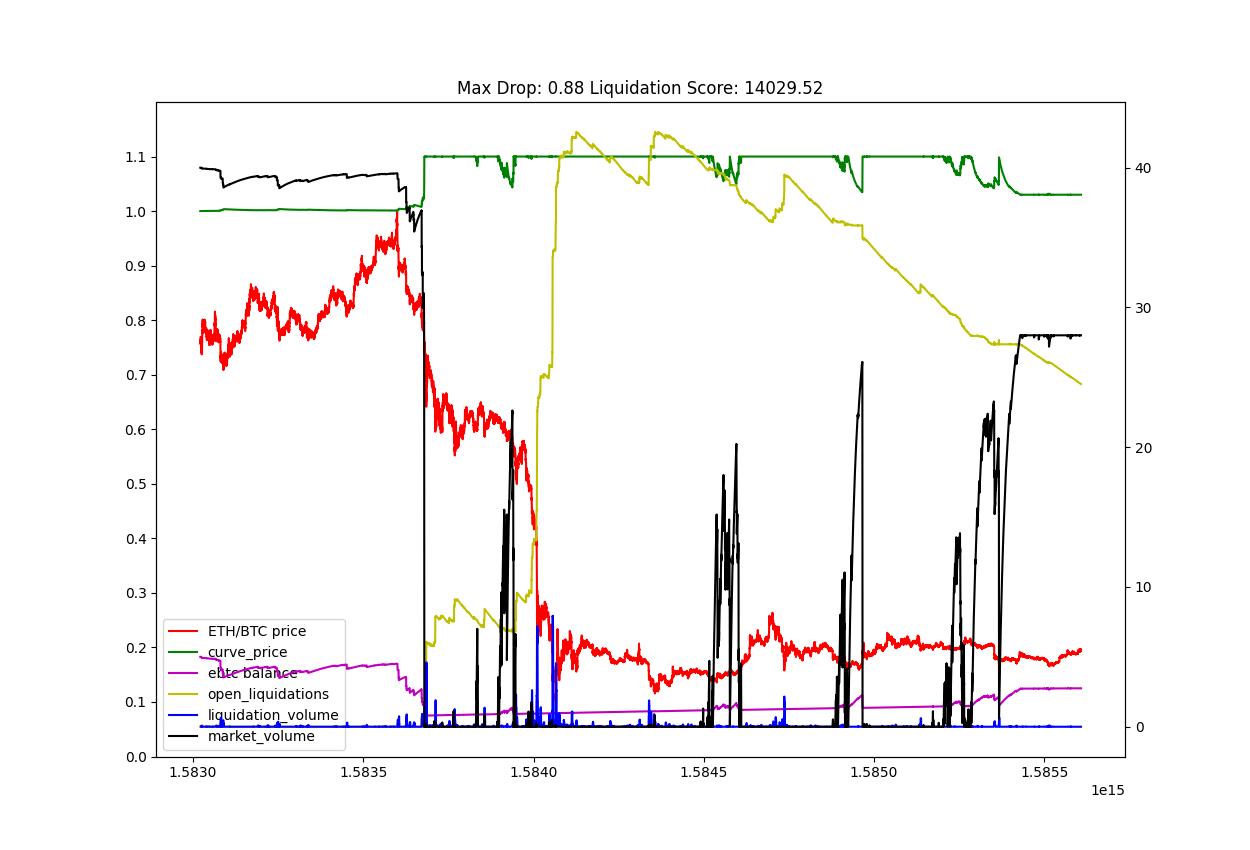 Max Drop: 0.88 Liquidation Score: 14029.52
1.1
1.0
0.9
0.8
0.7
0.6
0.5
0.4
0.3
0.2
0.1
0.0
40
30
20
10
0
ETH/BTC price
curve_price
ebtc balance
open_liquidations
liquidation_volume
market_volume
1.5830
1.5835
1.5840
1.5845
1.5850
1.5855
1e15